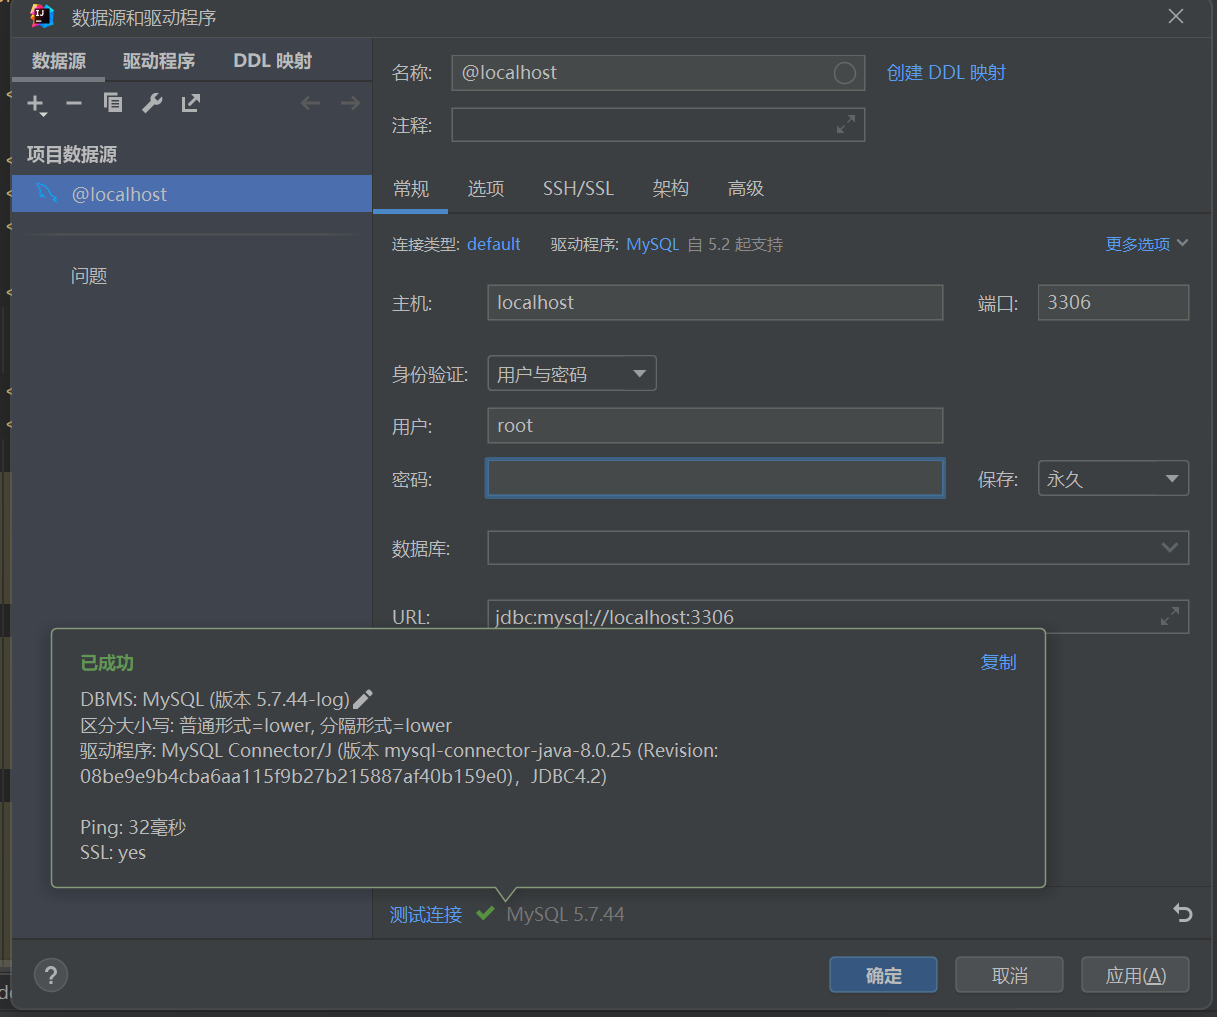 数据源和驱动程序
数据源 驱动程序 DDL 映射
项目数据源
@localhost
问题
名称: @localhost 创建 DDL 映射
注释:
常规 选项 SSH/SSL 架构 高级
连接类型: default 驱动程序: MySQL 自 5.2 起支持 更多选项
主机: localhost 端口: 3306
身份验证: 用户与密码
用户: root
密码: 保存: 永久
数据库:
URL: jdbc:mysql://localhost:3306
已成功 复制
DBMS: MySQL (版本 5.7.44-log)
区分大小写: 普通形式=lower, 分隔形式=lower
驱动程序: MySQL Connector/J (版本 mysql-connector-java-8.0.25 (Revision:
08be9e9b4cba6aa115f9b27b215887af40b159e0)，JDBC4.2)
Ping: 32毫秒
SSL: yes
测试连接 MySQL 5.7.44
? 确定 取消 应用(A)